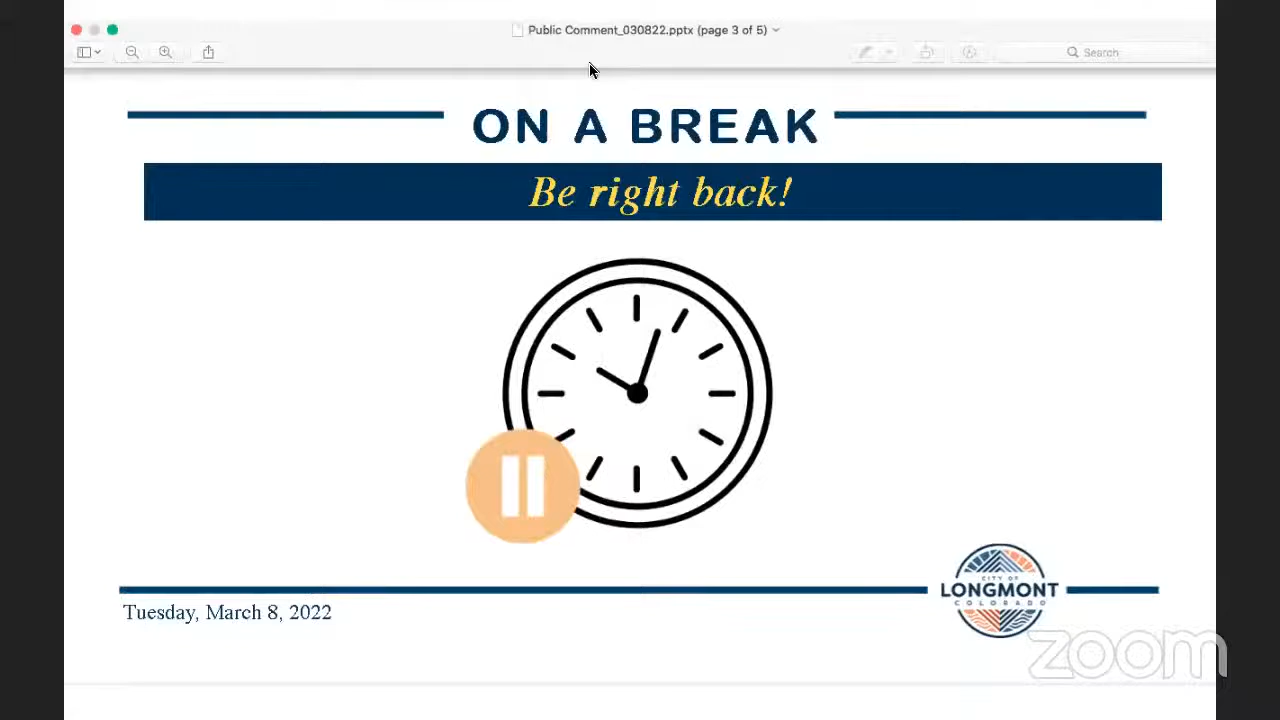 Public Comment_030822.pptx (page 3 of 5)
Search
ON A BREAK
Be right back!
CITY OF
LONGMONT
COLORADO
Tuesday, March 8, 2022
zoom